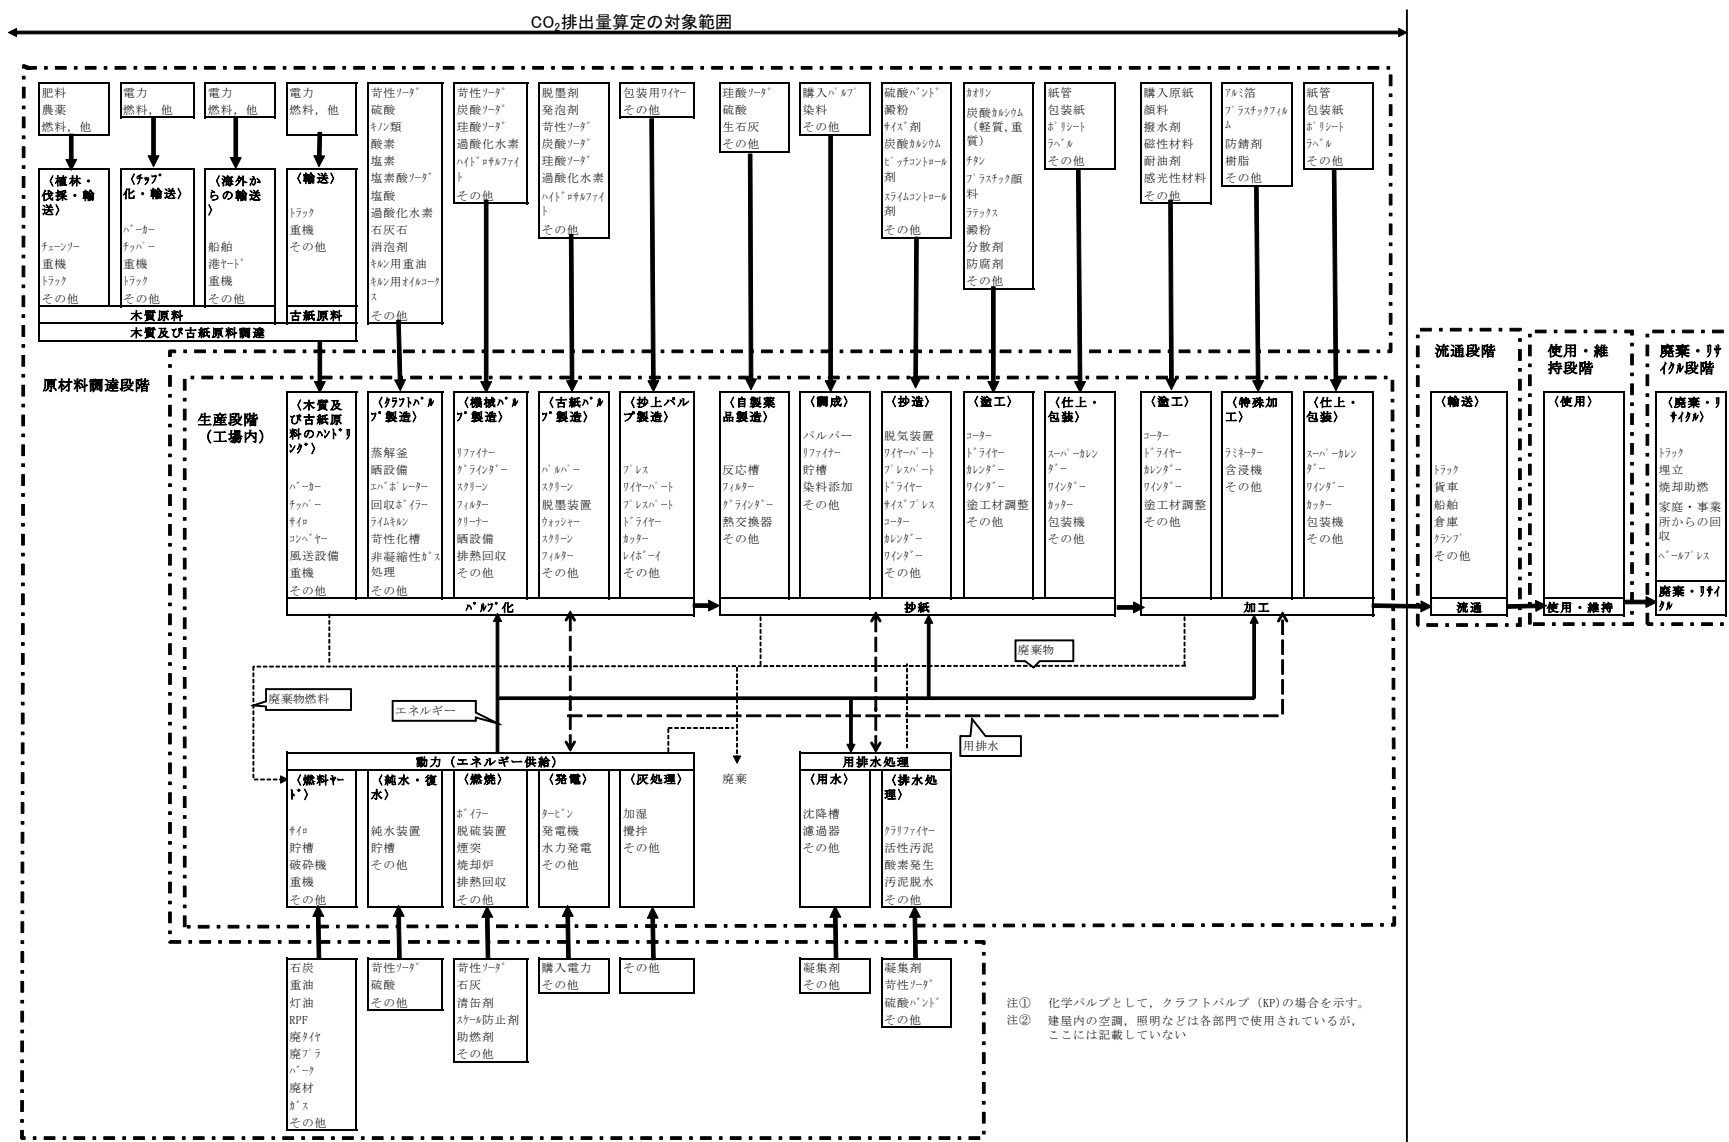 CO₂排出量算定の対象範囲
肥料
農薬
燃料，他
電力
燃料，他
電力
燃料，他
電力
燃料，他
苛性ｿｰﾀﾞ
硫酸
ｷﾉﾝ類
酸素
塩素
塩素酸ｿｰﾀﾞ
塩酸
過酸化水素
石灰石
消泡剤
ｷﾙﾝ用重油
ｷﾙﾝ用ｵｲﾙｺｰｸ
ｽ
その他
苛性ｿｰﾀﾞ
炭酸ｿｰﾀﾞ
珪酸ｿｰﾀﾞ
過酸化水素
ﾊｲﾄﾞﾛｻﾙﾌｧｲ
ﾄ
その他
脱墨剤
発泡剤
苛性ｿｰﾀﾞ
炭酸ｿｰﾀﾞ
珪酸ｿｰﾀﾞ
過酸化水素
ﾊｲﾄﾞﾛｻﾙﾌｧｲ
ﾄ
その他
包装用ﾜｲﾔｰ
その他
珪酸ｿｰﾀﾞ
硫酸
生石灰
その他
購入ﾊﾟﾙﾌﾟ
染料
その他
硫酸ﾊﾞﾝﾄﾞ
澱粉
ｻｲｽﾞ剤
炭酸ｶﾙｼｳﾑ
ﾋﾟｯﾁｺﾝﾄﾛｰﾙ
剤
ｽﾗｲﾑｺﾝﾄﾛｰﾙ
剤
その他
ｶｵﾘﾝ
炭酸ｶﾙｼｳﾑ
（軽質,重
質）
ﾁﾀﾝ
ﾌﾟﾗｽﾁｯｸ顔
料
ﾗﾃｯｸｽ
澱粉
分散剤
防腐剤
その他
紙管
包装紙
ﾎﾟﾘｼｰﾄ
ﾗﾍﾞﾙ
その他
購入原紙
顔料
撥水剤
磁性材料
耐油剤
感光性材料
その他
ｱﾙﾐ箔
ﾌﾟﾗｽﾁｯｸﾌｨﾙ
ﾑ
防錆剤
樹脂
その他
紙管
包装紙
ﾎﾟﾘｼｰﾄ
ﾗﾍﾞﾙ
その他
〈植林・
伐採・輸
送〉
ﾁｪｰﾝｿｰ
重機
ﾄﾗｯｸ
その他
〈ﾁｯﾌﾟ
化・輸送〉
ﾊﾞｰｶｰ
ﾁｯﾊﾟｰ
重機
ﾄﾗｯｸ
その他
〈海外か
らの輸送
〉
船舶
港ﾔｰﾄﾞ
重機
その他
〈輸送〉
ﾄﾗｯｸ
重機
その他
木質原料
古紙原料
木質及び古紙原料調達
原材料調達段階
生産段階
（工場内）
流通段階
使用・維
持段階
廃棄・ﾘｻ
ｲｸﾙ段階
〈木質及
び古紙原
料のﾊﾝﾄﾞﾘ
ﾝｸﾞ〉
ﾊﾞｰｶｰ
ﾁｯﾊﾟｰ
ｻｲﾛ
ｺﾝﾍﾞﾔｰ
風送設備
重機
その他
〈ｸﾗﾌﾄﾊﾟﾙ
ﾌﾟ製造〉
蒸解釜
晒設備
ｴﾊﾞﾎﾟﾚｰﾀｰ
回収ﾎﾞｲﾗｰ
ﾗｲﾑｷﾙﾝ
苛性化槽
非凝縮性ｶﾞｽ
処理
その他
〈機械ﾊﾟﾙ
ﾌﾟ製造〉
ﾘﾌｧｲﾅｰ
ｸﾞﾗｲﾝﾀﾞｰ
ｽｸﾘｰﾝ
ﾌｨﾙﾀｰ
ｸﾘｰﾅｰ
晒設備
排熱回収
その他
〈古紙ﾊﾟﾙ
ﾌﾟ製造〉
ﾊﾟﾙﾊﾟｰ
ｽｸﾘｰﾝ
脱墨装置
ｳｫｯｼｬｰ
ｽｸﾘｰﾝ
ﾌｨﾙﾀｰ
その他
〈抄上パル
プ製造〉
ﾌﾟﾚｽ
ﾜｲﾔｰﾊﾟｰﾄ
ﾌﾟﾚｽﾊﾟｰﾄ
ﾄﾞﾗｲﾔｰ
ｶｯﾀｰ
ﾚｲﾎﾞｰｲ
その他
〈自製薬
品製造〉
反応槽
ﾌｨﾙﾀｰ
ｸﾞﾗｲﾝﾀﾞｰ
熱交換器
その他
〈調成〉
パルパー
ﾘﾌｧｲﾅｰ
貯槽
染料添加
その他
〈抄造〉
脱気装置
ﾜｲﾔｰﾊﾟｰﾄ
ﾌﾟﾚｽﾊﾟｰﾄ
ﾄﾞﾗｲﾔｰ
ｻｲｽﾞﾌﾟﾚｽ
ｺｰﾀｰ
ｶﾚﾝﾀﾞｰ
ﾜｲﾝﾀﾞｰ
その他
〈塗工〉
ｺｰﾀｰ
ﾄﾞﾗｲﾔｰ
ｶﾚﾝﾀﾞｰ
ﾜｲﾝﾀﾞｰ
塗工材調整
その他
〈仕上・
包装〉
ｽｰﾊﾟｰｶﾚﾝ
ﾀﾞｰ
ﾜｲﾝﾀﾞｰ
ｶｯﾀｰ
包装機
その他
〈塗工〉
ｺｰﾀｰ
ﾄﾞﾗｲﾔｰ
ｶﾚﾝﾀﾞｰ
ﾜｲﾝﾀﾞｰ
塗工材調整
その他
〈特殊加
工〉
ﾗﾐﾈｰﾀｰ
含浸機
その他
〈仕上・
包装〉
ｽｰﾊﾟｰｶﾚﾝ
ﾀﾞｰ
ﾜｲﾝﾀﾞｰ
ｶｯﾀｰ
包装機
その他
〈輸送〉
ﾄﾗｯｸ
貨車
船舶
倉庫
ｸﾗﾝﾌﾟ
その他
〈使用〉
〈廃棄・ﾘ
ｻｲｸﾙ〉
ﾄﾗｯｸ
埋立
焼却助燃
家庭・事業
所からの回
収
ﾍﾞｰﾙﾌﾟﾚｽ
ﾊﾟﾙﾌﾟ化
抄紙
加工
流通
使用・維持
廃棄・ﾘｻｲ
ｸﾙ
廃棄物
廃棄物燃料
エネルギー
用排水
廃棄
動力（エネルギー供給）
〈燃料ﾔｰ
ﾄﾞ〉
ｻｲﾛ
貯槽
破砕機
重機
その他
〈純水・復
水〉
純水装置
貯槽
その他
〈燃焼〉
ﾎﾞｲﾗｰ
脱硫装置
煙突
焼却炉
排熱回収
その他
〈発電〉
ﾀｰﾋﾞﾝ
発電機
水力発電
その他
〈灰処理〉
加湿
攪拌
その他
用排水処理
〈用水〉
沈降槽
濾過器
その他
〈排水処
理〉
ｸﾗﾘﾌｧｲﾔｰ
活性汚泥
酸素発生
汚泥脱水
その他
石炭
重油
灯油
RPF
廃ﾀｲﾔ
廃ﾌﾟﾗ
ﾊﾞｰｸ
廃材
ｶﾞｽ
その他
苛性ｿｰﾀﾞ
硫酸
その他
苛性ｿｰﾀﾞ
石灰
清缶剤
ｽｹｰﾙ防止剤
助燃剤
その他
購入電力
その他
その他
凝集剤
その他
凝集剤
苛性ｿｰﾀﾞ
硫酸ﾊﾞﾝﾄﾞ
その他
注①　化学パルプとして，クラフトパルプ（KP)の場合を示す。
注②　建屋内の空調，照明などは各部門で使用されているが，
ここには記載していない